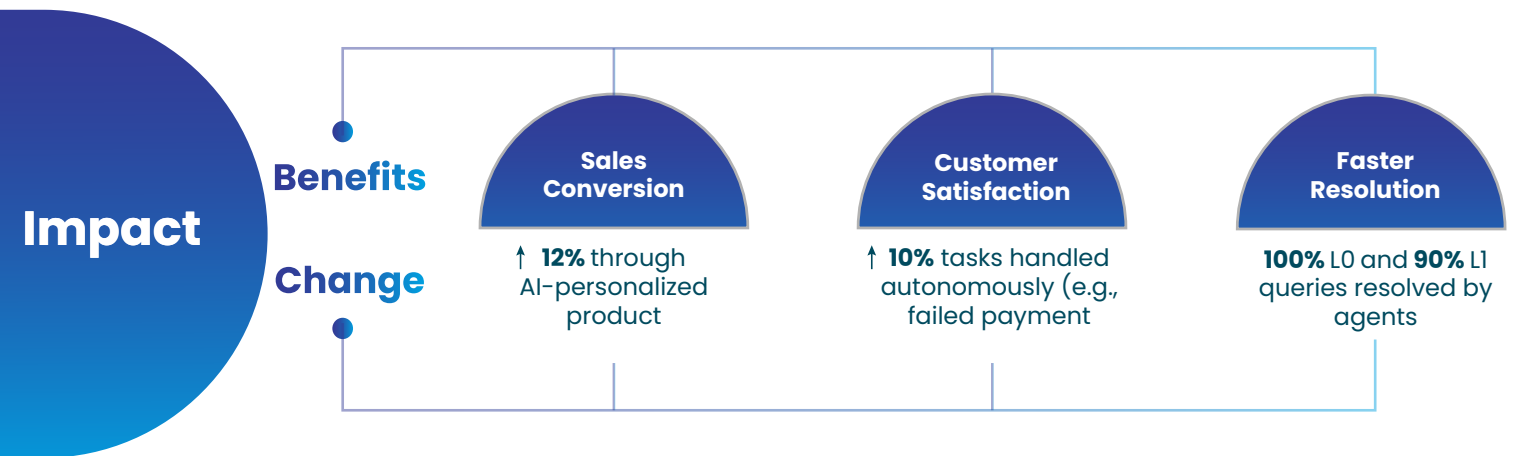 Impact
Benefits
Change
Sales
Conversion
↑ 12% through
AI-personalized
product
Customer
Satisfaction
↑ 10% tasks handled
autonomously (e.g.,
failed payment
Faster
Resolution
100% L0 and 90% L1
queries resolved by
agents